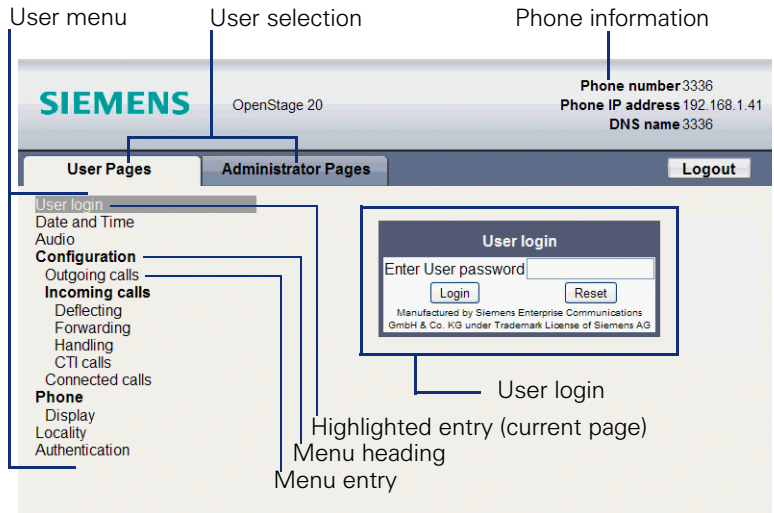 User menu
User selection
Phone information
SIEMENS
OpenStage 20
Phone number 3336
Phone IP address 192.168.1.41
DNS name 3336
User Pages
Administrator Pages
Logout
User login
Date and Time
Audio
Configuration
Outgoing calls
Incoming calls
Deflecting
Forwarding
Handling
CTI calls
Connected calls
Phone
Display
Locality
Authentication
User login
Enter User password
Login
Reset
Manufactured by Siemens Enterprise Communications
GmbH & Co. KG under Trademark License of Siemens AG
User login
Highlighted entry (current page)
Menu heading
Menu entry